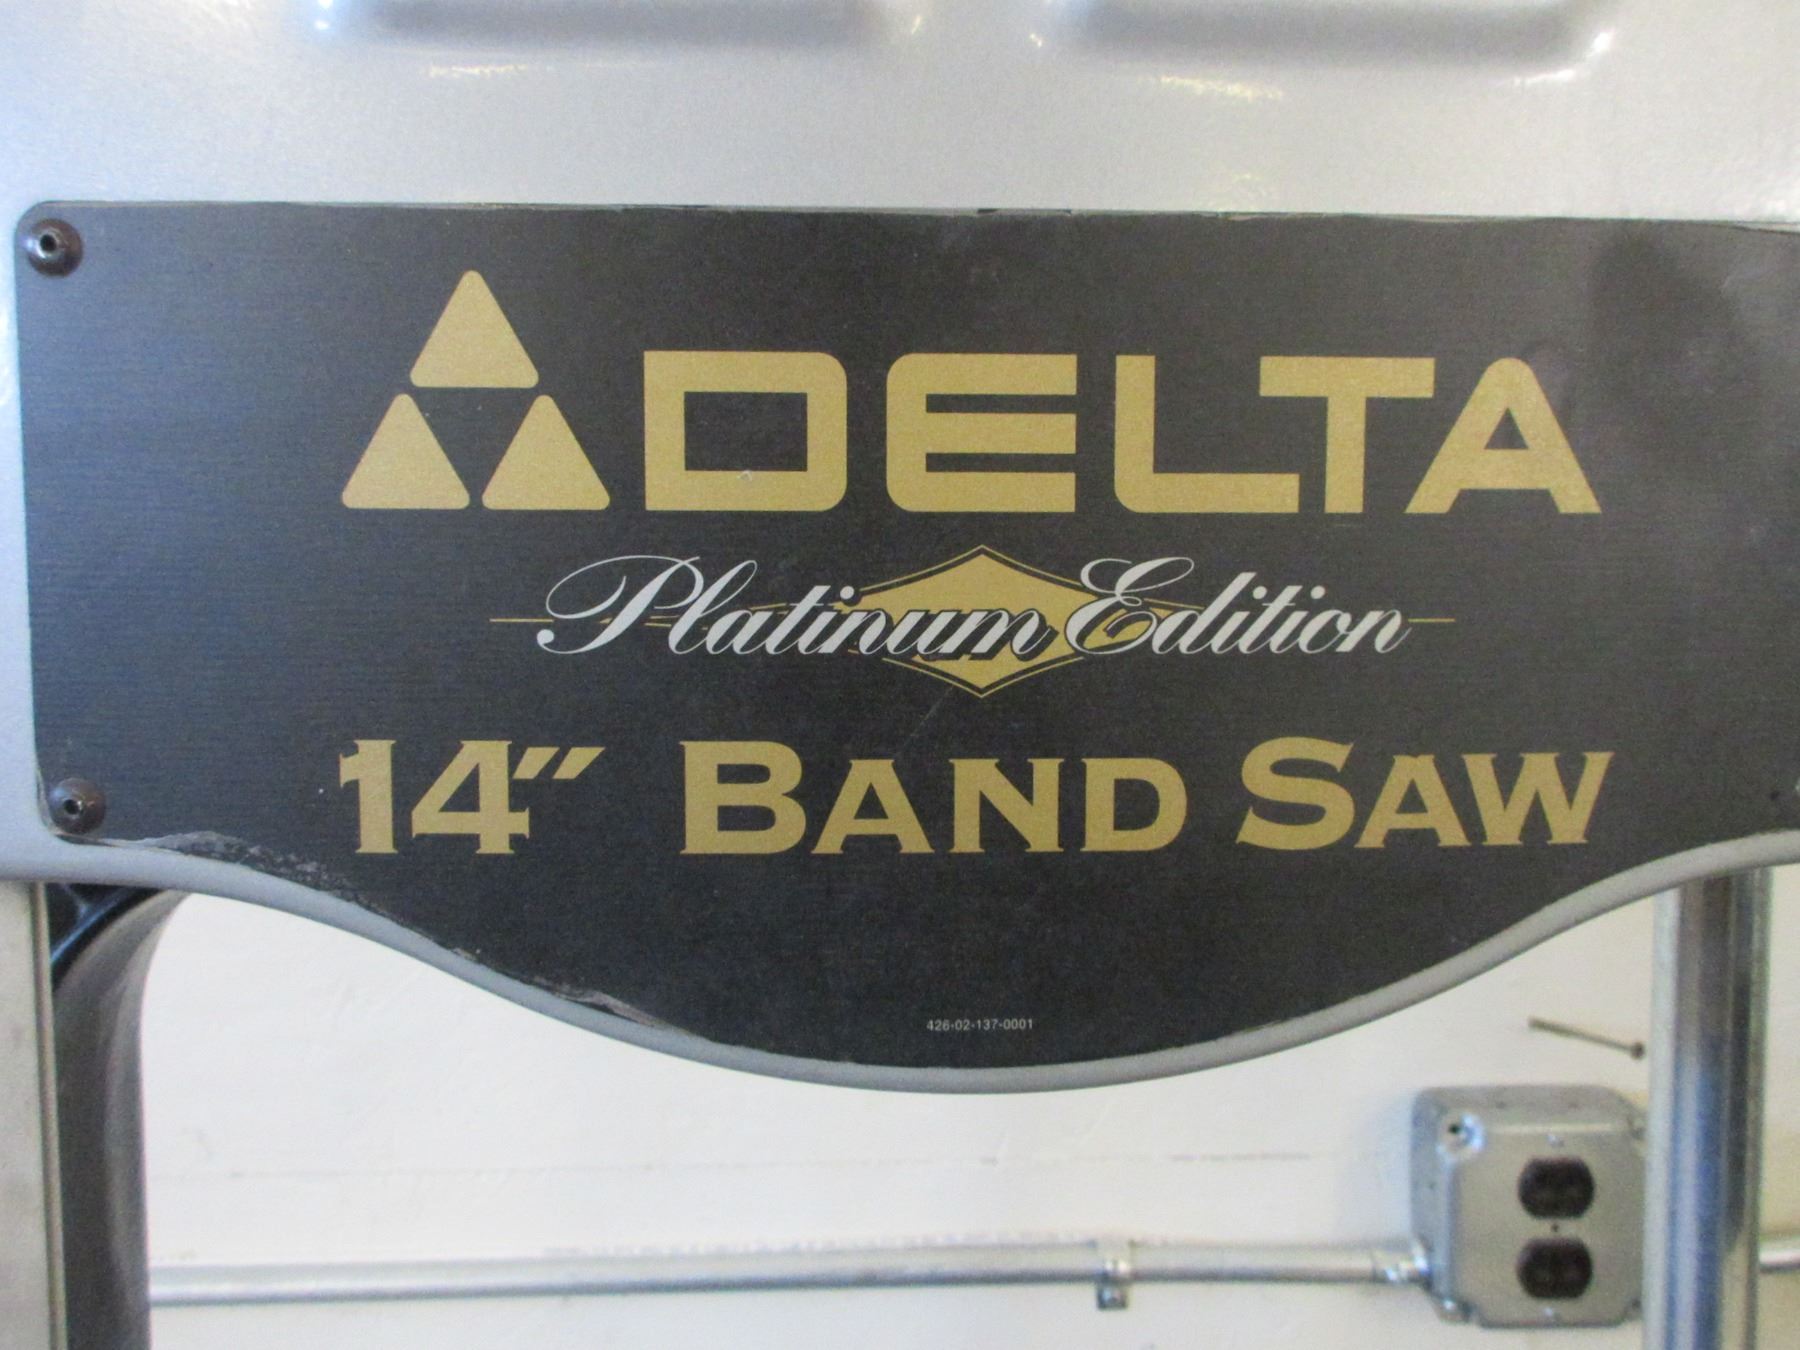 DELTA
Platinum Edition
14" BAND SAW
426-02-137-0001